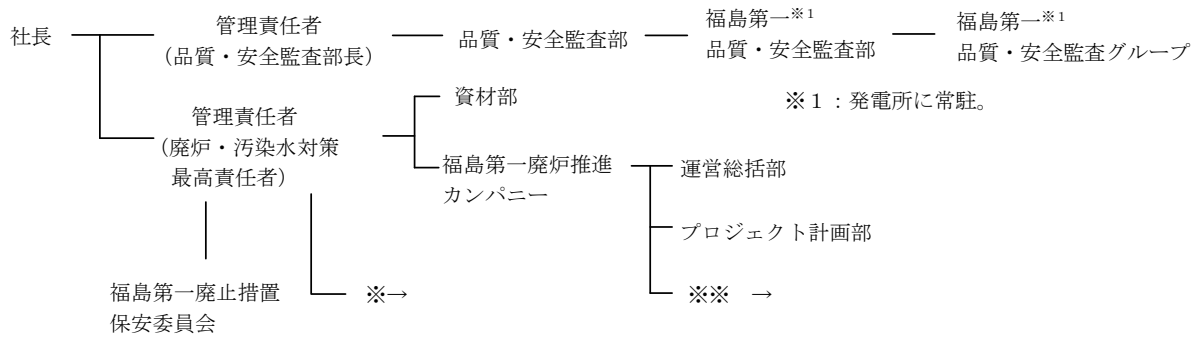 社長
管理責任者
(品質・安全監査部長)
品質・安全監査部
福島第一※1
品質・安全監査部
福島第一※1
品質・安全監査グループ
※1:発電所に常駐。
管理責任者
(廃炉・汚染水対策
最高責任者)
資材部
福島第一廃炉推進
カンパニー
運営総括部
プロジェクト計画部
福島第一廃止措置
保安委員会
※→
※※ →